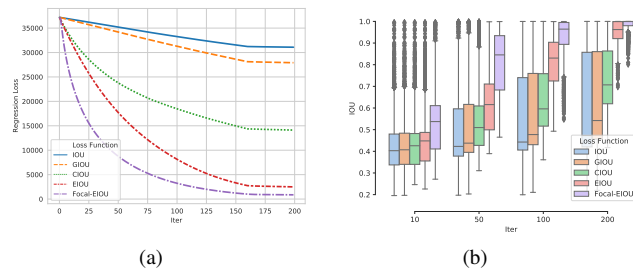 35000
30000
25000
20000
15000
10000
5000
0
Regression Loss
Loss Function
IOU
GIOU
CIOU
EIOU
Focal-EIOU
0 25 50 75 100 125 150 175 200
Iter
(a)
1.0
0.9
0.8
0.7
0.6
0.5
0.4
0.3
0.2
IOU
Loss Function
IOU
GIOU
CIOU
EIOU
Focal-EIOU
10 50 100 200
Iter
(b)